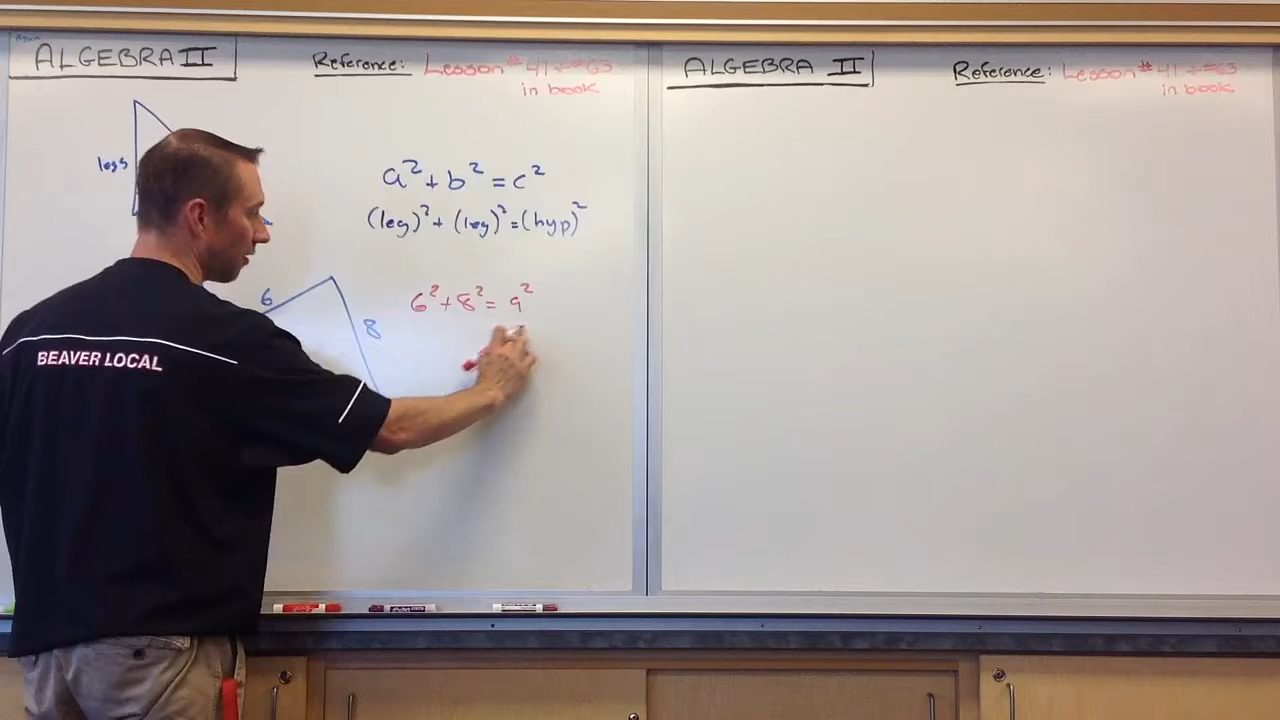 ALGEBRA II
Reference: Lesson #41 + #63
in book
legs
a² + b² = c²
(leg)² + (leg)² = (hyp)²
6
8
6² + 8² = 9²
BEAVER LOCAL
ALGEBRA II
Reference: Lesson #41 + #63
in book